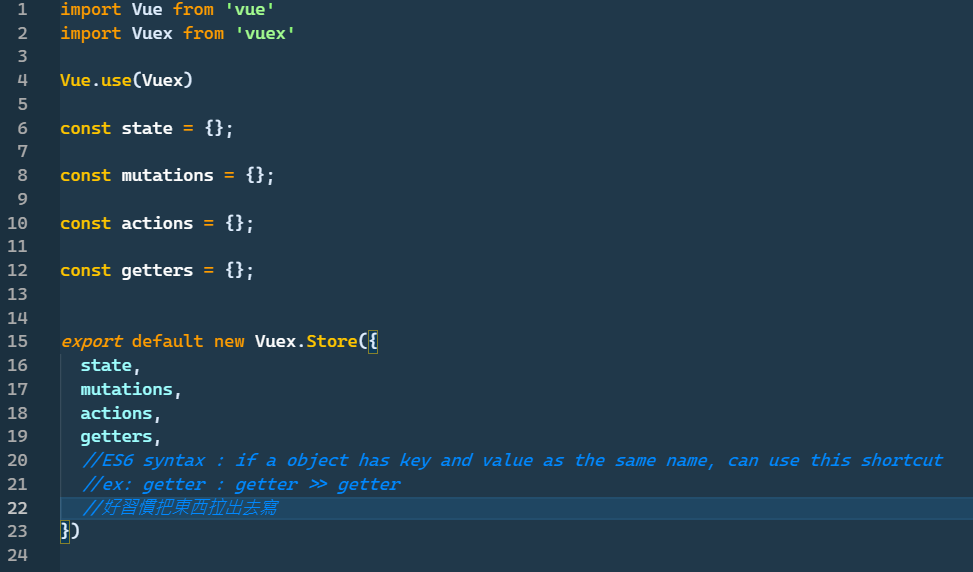 1 import Vue from 'vue'
2 import Vuex from 'vuex'
3
4 Vue.use(Vuex)
5
6 const state = {};
7
8 const mutations = {};
9
10 const actions = {};
11
12 const getters = {};
13
14
15 export default new Vuex.Store({
16 state,
17 mutations,
18 actions,
19 getters,
20 //ES6 syntax : if a object has key and value as the same name, can use this shortcut
21 //ex: getter : getter >> getter
22 //好習慣把東西拉出去寫
23 })
24